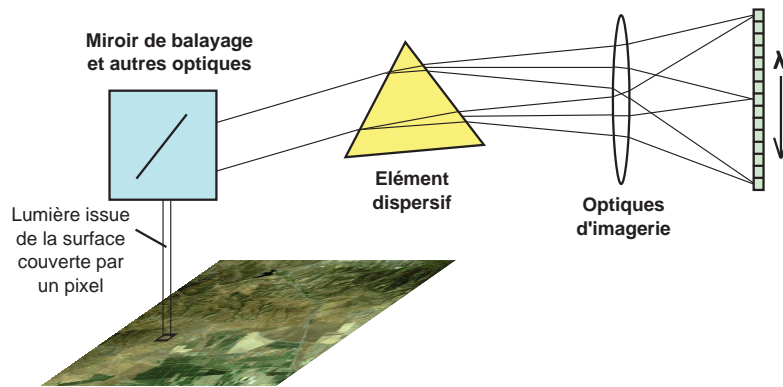 Miroir de balayage
et autres optiques
λ
Elément
dispersif
Optiques
d'imagerie
Lumière issue
de la surface
couverte par
un pixel